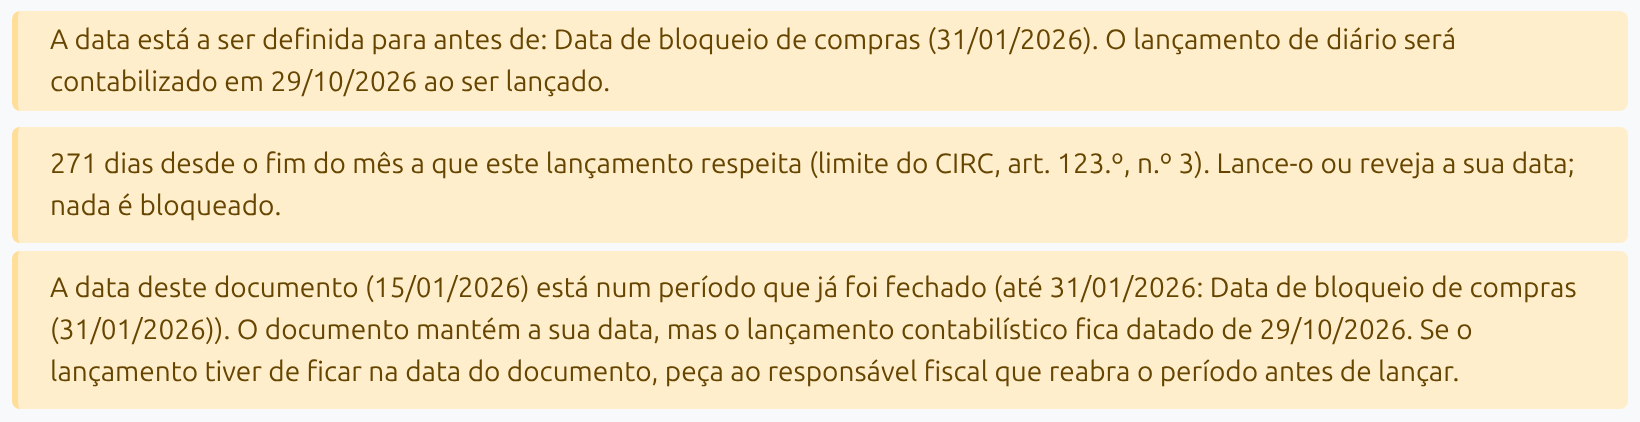 A data está a ser definida para antes de: Data de bloqueio de compras (31/01/2026). O lançamento de diário será
contabilizado em 29/10/2026 ao ser lançado.
271 dias desde o fim do mês a que este lançamento respeita (limite do CIRC, art. 123.º, n.º 3). Lance-o ou reveja a sua data;
nada é bloqueado.
A data deste documento (15/01/2026) está num período que já foi fechado (até 31/01/2026: Data de bloqueio de compras
(31/01/2026)). O documento mantém a sua data, mas o lançamento contabilístico fica datado de 29/10/2026. Se o
lançamento tiver de ficar na data do documento, peça ao responsável fiscal que reabra o período antes de lançar.